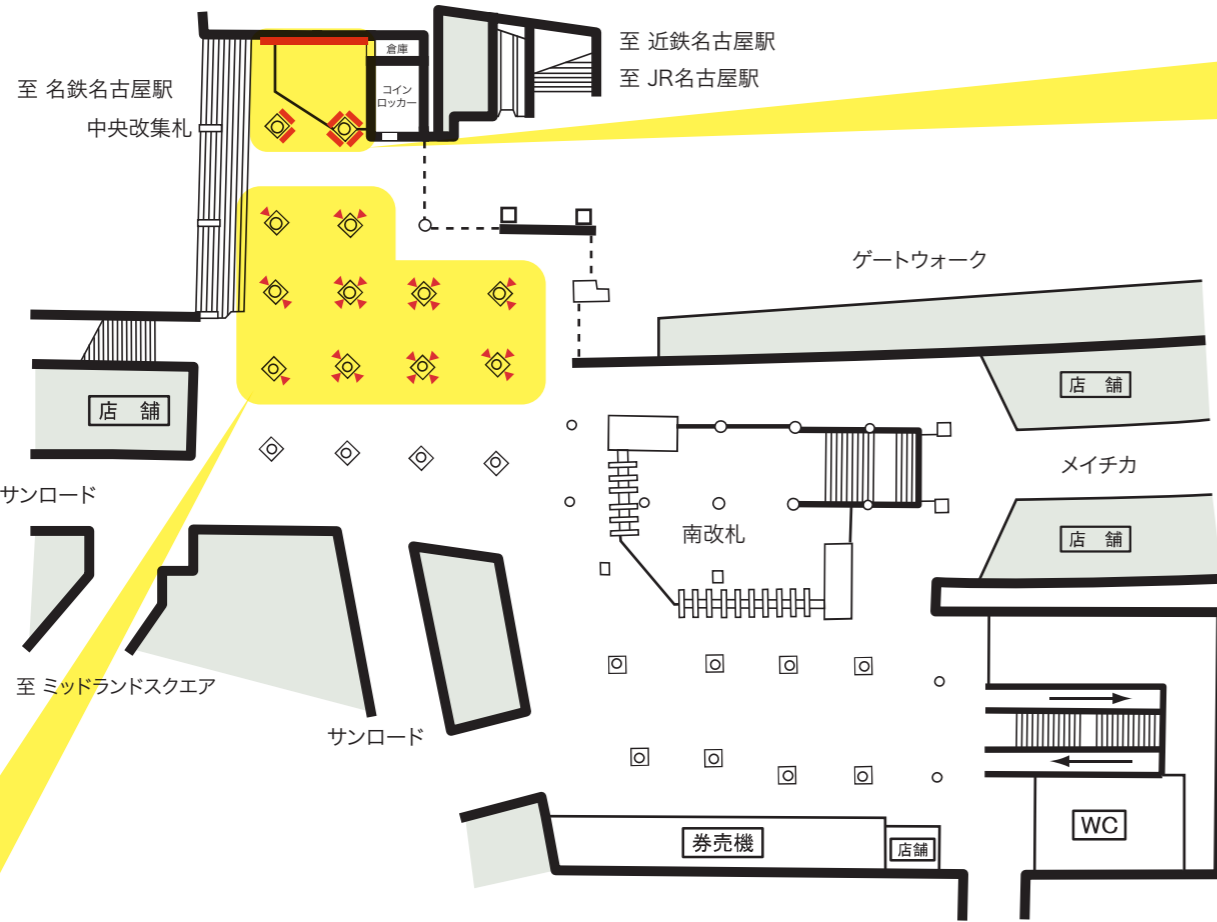 倉庫
至 近鉄名古屋駅
至 JR名古屋駅
至 名鉄名古屋駅
中央改集札
コイン
ロッカー
ゲートウォーク
店 舗
店 舗
メイチカ
サンロード
南改札
店 舗
至 ミッドランドスクエア
サンロード
券売機
店舗
WC